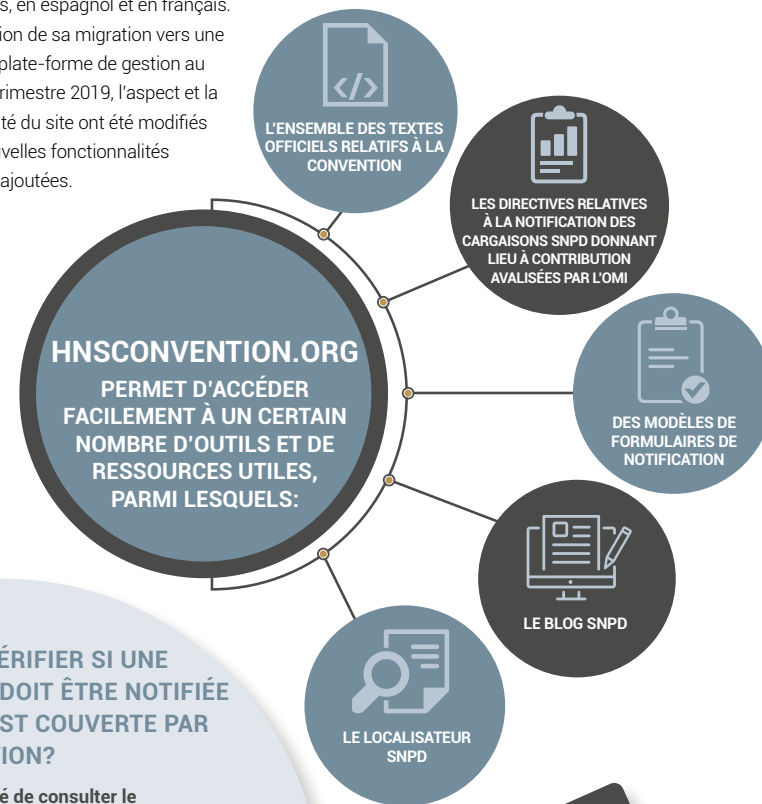 s, en espagnol et en français.
ion de sa migration vers une
plate-forme de gestion au
rimestre 2019, l'aspect et la
té du site ont été modifiés
uvelles fonctionnalités
ajoutées.
</>
L'ENSEMBLE DES TEXTES
OFFICIELS RELATIFS À LA
CONVENTION
LES DIRECTIVES RELATIVES
À LA NOTIFICATION DES
CARGAISONS SNPD DONNANT
LIEU À CONTRIBUTION
AVALISÉES PAR L'OMI
HNSCONVENTION.ORG
PERMET D'ACCÉDER
FACILEMENT À UN CERTAIN
NOMBRE D'OUTILS ET DE
RESSOURCES UTILES,
PARMI LESQUELS:
DES MODÈLES DE
FORMULAIRES DE
NOTIFICATION
LE BLOG SNPD
LE LOCALISATEUR
SNPD
ÉRIFIER SI UNE
DOIT ÊTRE NOTIFIÉE
ST COUVERTE PAR
TION?
é de consulter le